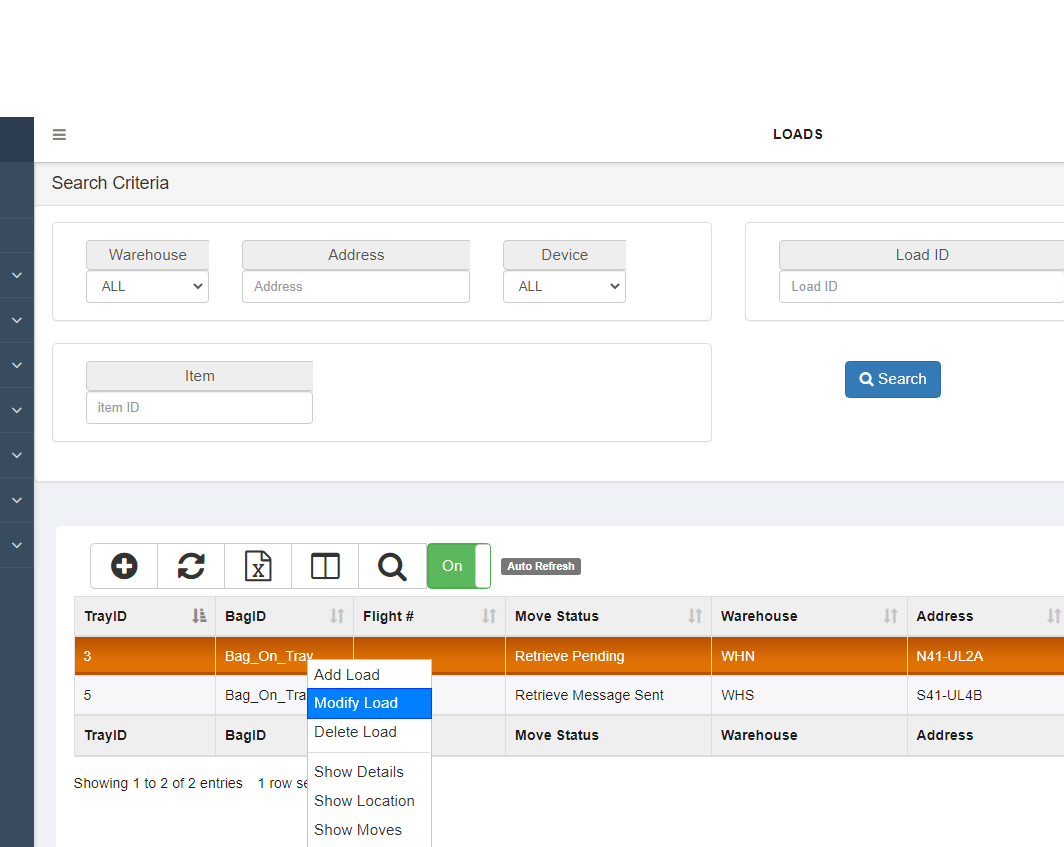 LOADS
Search Criteria
Warehouse Address Device Load ID
ALL Address ALL Load ID
Item
item ID
Search
On Auto Refresh
TrayID BagID Flight # Move Status Warehouse Address
3 Bag_On_Tray Retrieve Pending WHN N41-UL2A
Add Load
5 Bag_On_Tra Retrieve Message Sent WHS S41-UL4B
Modify Load
Delete Load
TrayID BagID Move Status Warehouse Address
Show Details
Showing 1 to 2 of 2 entries 1 row se
Show Location
Show Moves